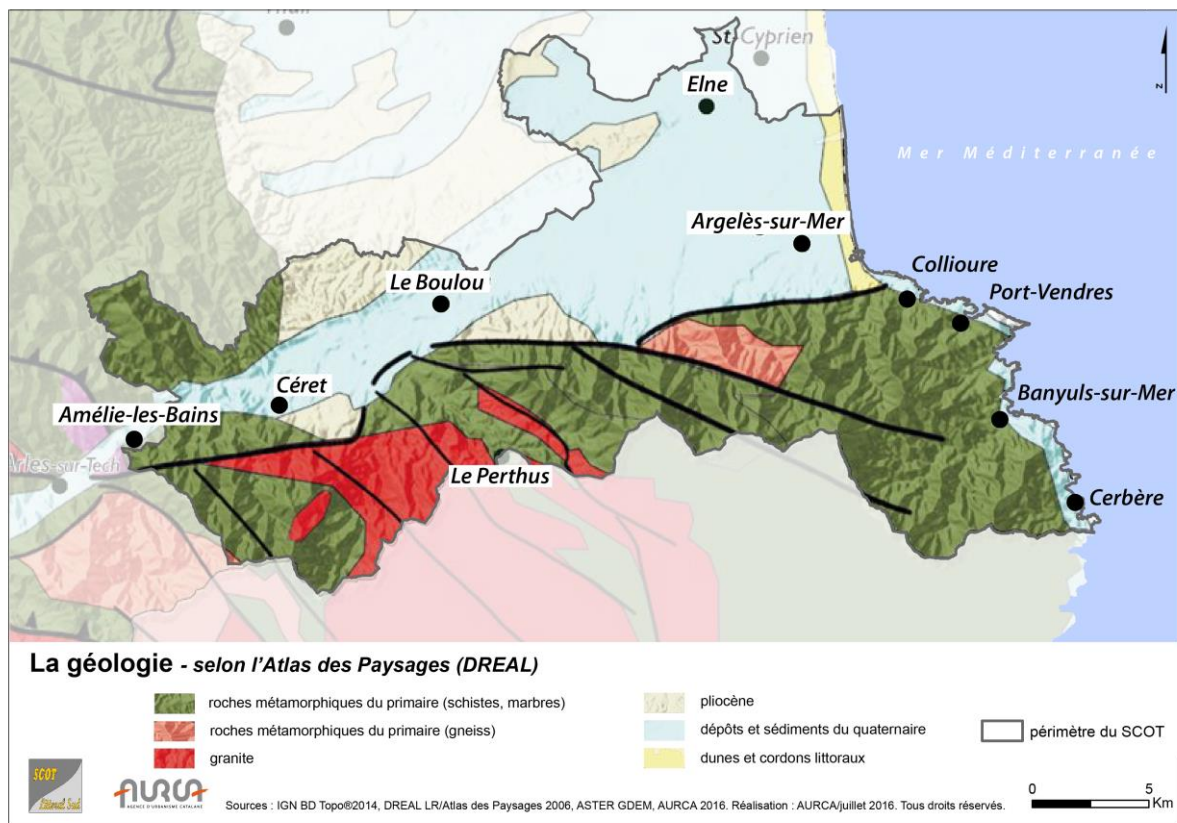 Thuir
St-Cyprien
Elne
z
Mer Méditerranée
Argelès-sur-Mer
Collioure
Port-Vendres
Le Boulou
Céret
Amélie-les-Bains
Arles-sur-Tech
Banyuls-sur-Mer
Le Perthus
Cerbère
La géologie - selon l'Atlas des Paysages (DREAL)
roches métamorphiques du primaire (schistes, marbres)
roches métamorphiques du primaire (gneiss)
granite
pliocène
dépôts et sédiments du quaternaire
dunes et cordons littoraux
périmètre du SCOT
SCOT
Littoral Sud
AURCA
AGENCE D'URBANISME CATALANE
Sources : IGN BD Topo®2014, DREAL LR/Atlas des Paysages 2006, ASTER GDEM, AURCA 2016. Réalisation : AURCA/juillet 2016. Tous droits réservés.
0 5
Km